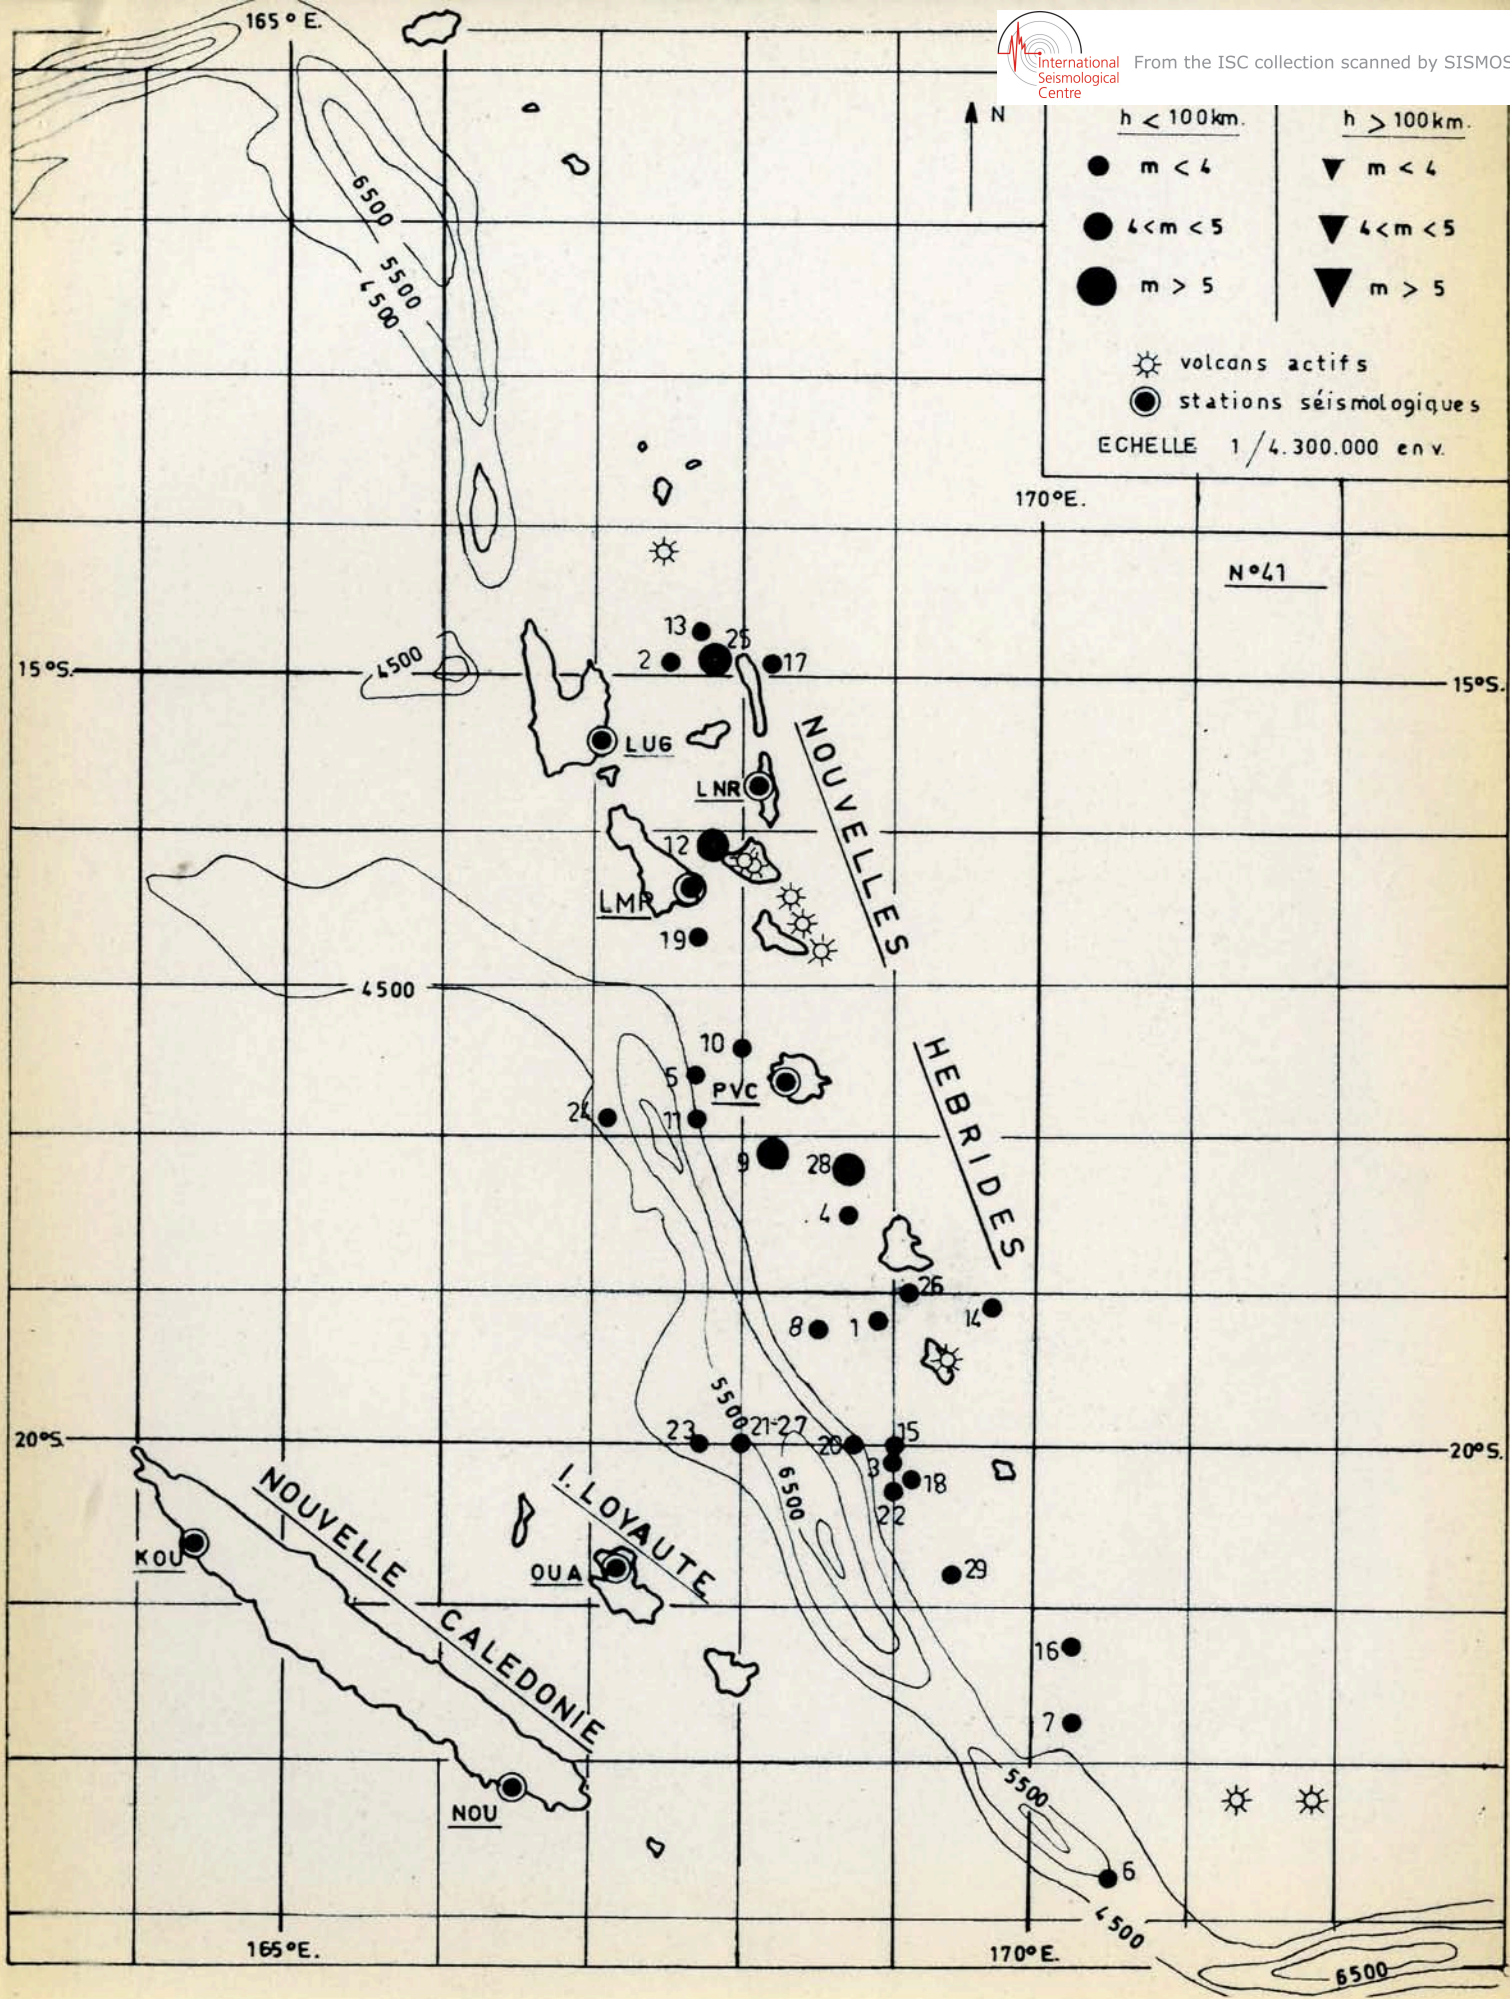 165°E.
International
Seismological
Centre
From the ISC collection scanned by SISMOS
N
h < 100km.
h > 100km.
m < 4
m < 4
4<m < 5
4<m < 5
m > 5
m > 5
volcans actifs
stations séismologiques
ECHELLE 1/4.300.000 env.
6500
5500
4500
170°E.
N°41
13
25
2
17
15°S.
4500
15°S.
LUG
LNR
NOUVELLES
12
LMP
19
4500
10
5
PVC
24
11
HEBRIDES
9
28
4
26
14
8
1
5500
23
21-27
20
15
20°S.
20°S.
3
18
22
6500
NOUVELLE CALEDONIE
I. LOYAUTE
KOU
OUA
29
16
7
NOU
5500
6
4500
165°E.
170°E.
6500